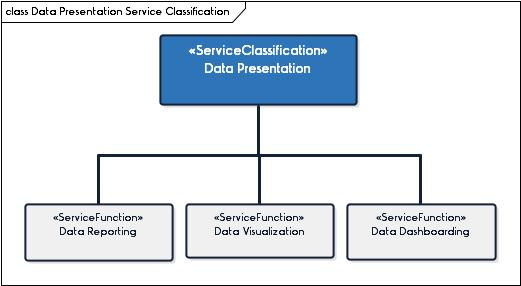 class Data Presentation Service Classification
«ServiceClassification»
Data Presentation
«ServiceFunction»
Data Reporting
«ServiceFunction»
Data Visualization
«ServiceFunction»
Data Dashboarding